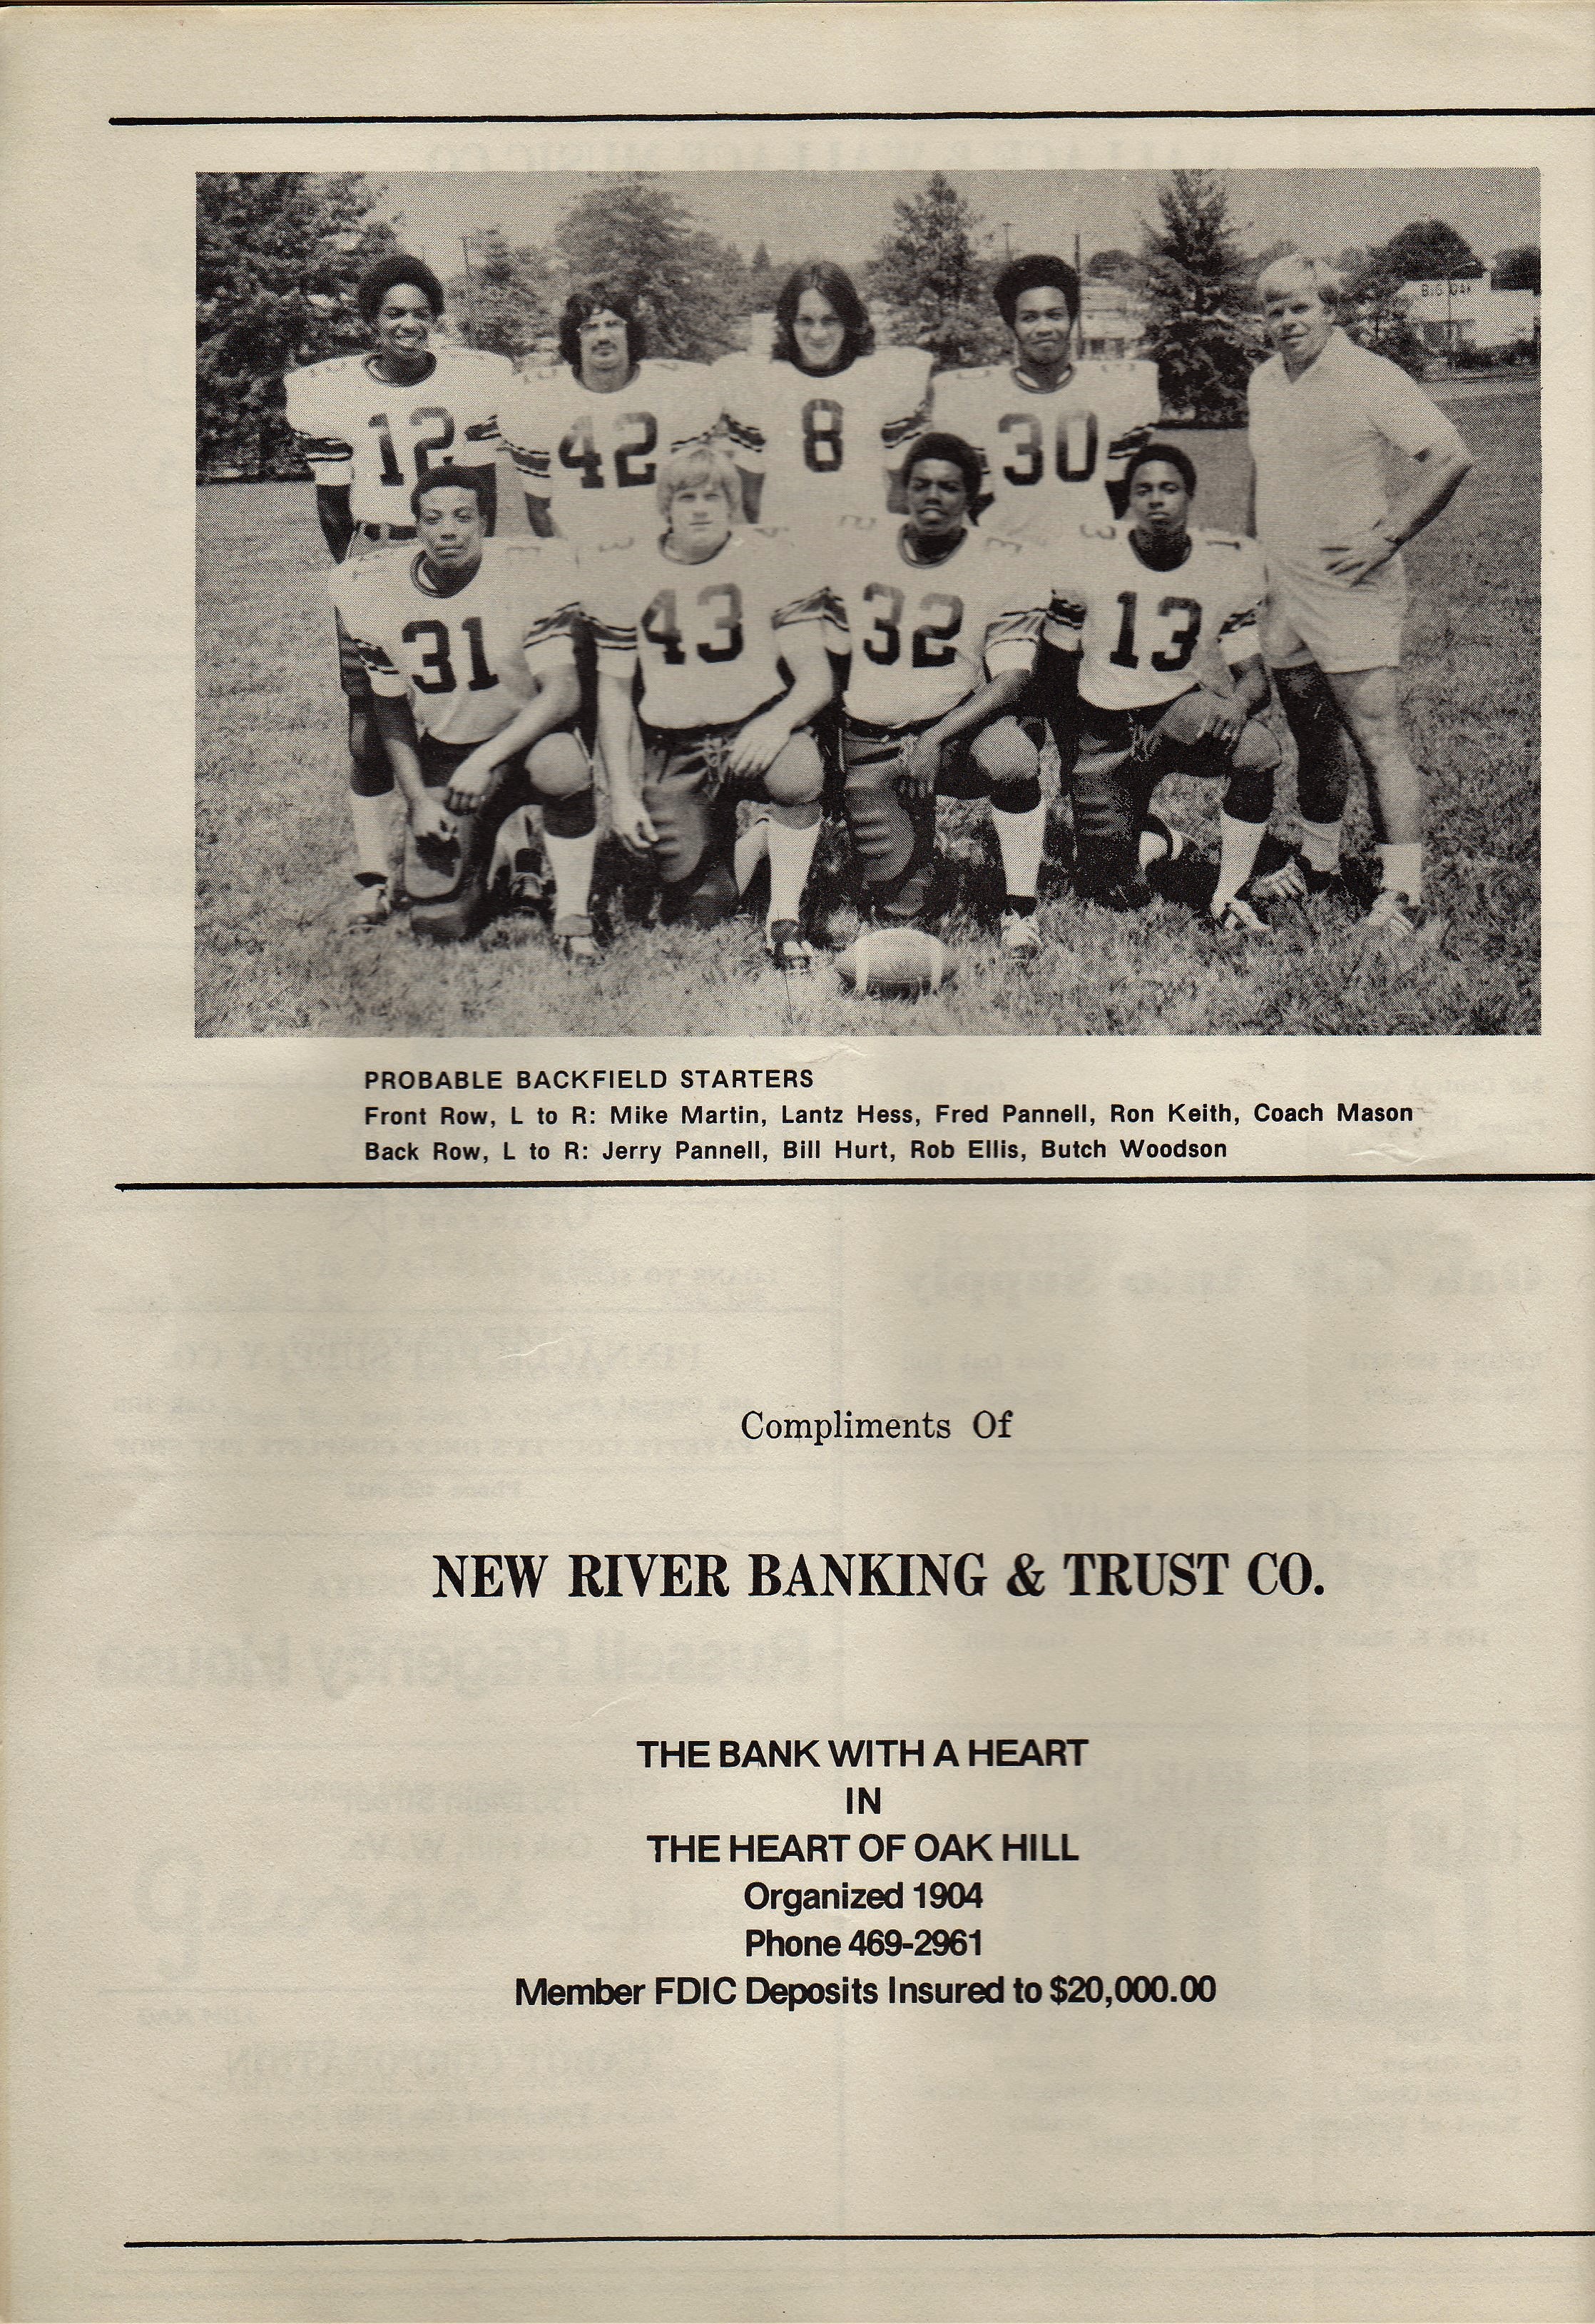 12
42
8
30
31
43
32
13
PROBABLE BACKFIELD STARTERS
Front Row, L to R: Mike Martin, Lantz Hess, Fred Pannell, Ron Keith, Coach Mason
Back Row, L to R: Jerry Pannell, Bill Hurt, Rob Ellis, Butch Woodson
Compliments Of
NEW RIVER BANKING & TRUST CO.
THE BANK WITH A HEART
IN
THE HEART OF OAK HILL
Organized 1904
Phone 469-2961
Member FDIC Deposits Insured to $20,000.00